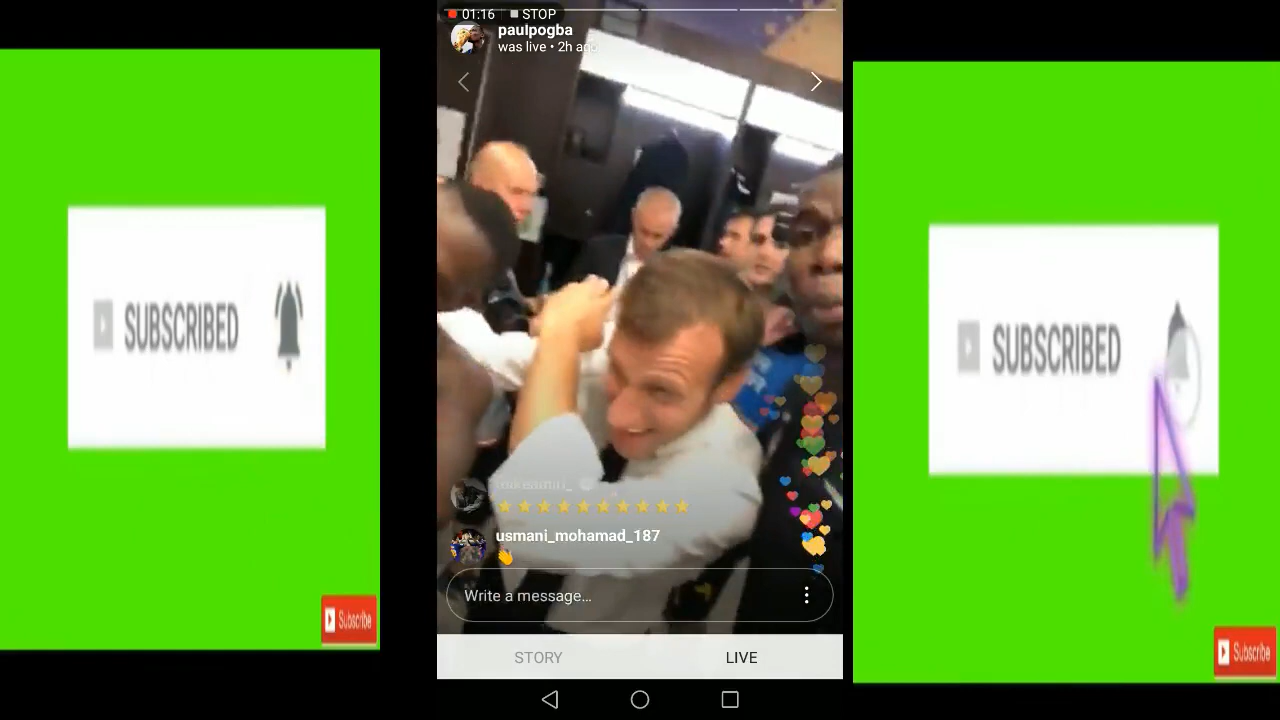 01:16 STOP
paulpogba
was live • 2h ago
SUBSCRIBED
Subscribe
usmani_mohamad_187
Write a message...
STORY
LIVE
SUBSCRIBED
Subscribe